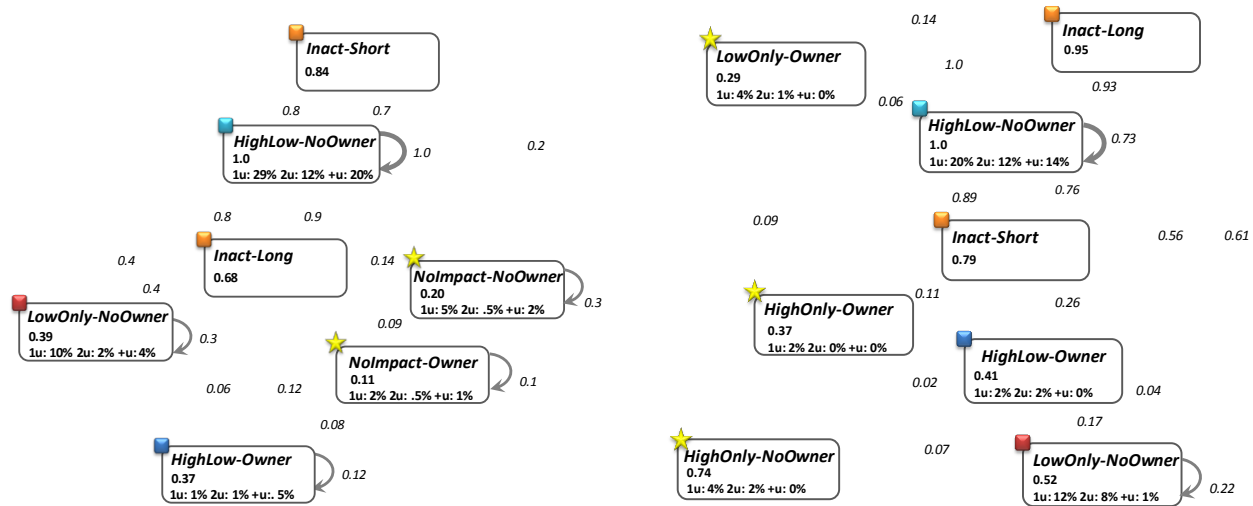 Inact-Short
0.84
0.8
0.7
HighLow-NoOwner
1.0
1u: 29% 2u: 12% +u: 20%
1.0
0.2
0.8
0.9
Inact-Long
0.68
0.4
0.4
0.14
NoImpact-NoOwner
0.20
1u: 5% 2u: .5% +u: 2%
0.3
LowOnly-NoOwner
0.39
1u: 10% 2u: 2% +u: 4%
0.3
0.09
NoImpact-Owner
0.11
1u: 2% 2u: .5% +u: 1%
0.1
0.06
0.12
0.08
HighLow-Owner
0.37
1u: 1% 2u: 1% +u:. 5%
0.12
LowOnly-Owner
0.29
1u: 4% 2u: 1% +u: 0%
0.14
1.0
0.06
Inact-Long
0.95
0.93
HighLow-NoOwner
1.0
1u: 20% 2u: 12% +u: 14%
0.73
0.89
0.76
0.09
Inact-Short
0.79
0.56
0.61
0.11
0.26
HighOnly-Owner
0.37
1u: 2% 2u: 0% +u: 0%
HighLow-Owner
0.41
1u: 2% 2u: 2% +u: 0%
0.02
0.04
0.17
0.07
HighOnly-NoOwner
0.74
1u: 4% 2u: 2% +u: 0%
LowOnly-NoOwner
0.52
1u: 12% 2u: 8% +u: 1%
0.22